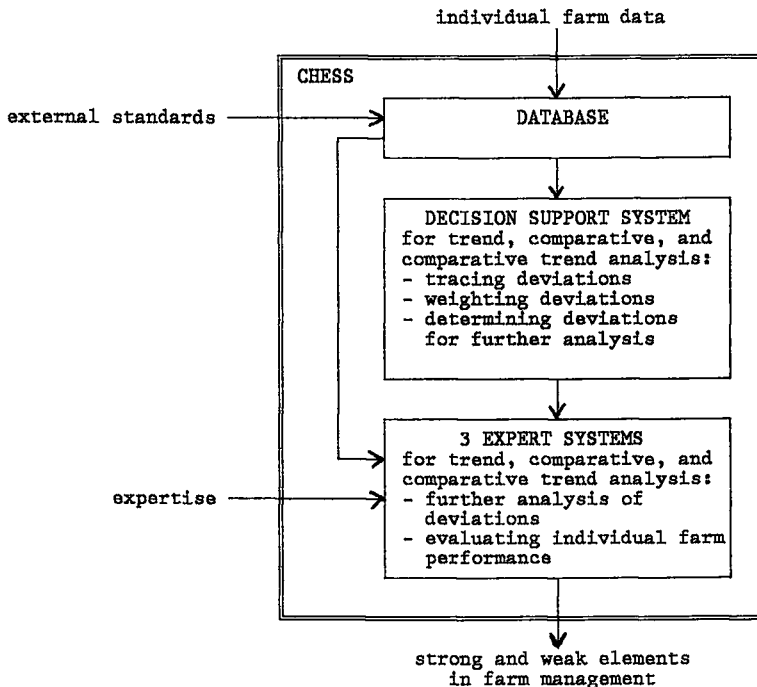 individual farm data
CHESS
external standards
DATABASE
DECISION SUPPORT SYSTEM
for trend, comparative, and
comparative trend analysis:
- tracing deviations
- weighting deviations
- determining deviations
for further analysis
3 EXPERT SYSTEMS
for trend, comparative, and
comparative trend analysis:
- further analysis of
deviations
- evaluating individual farm
performance
expertise
strong and weak elements
in farm management